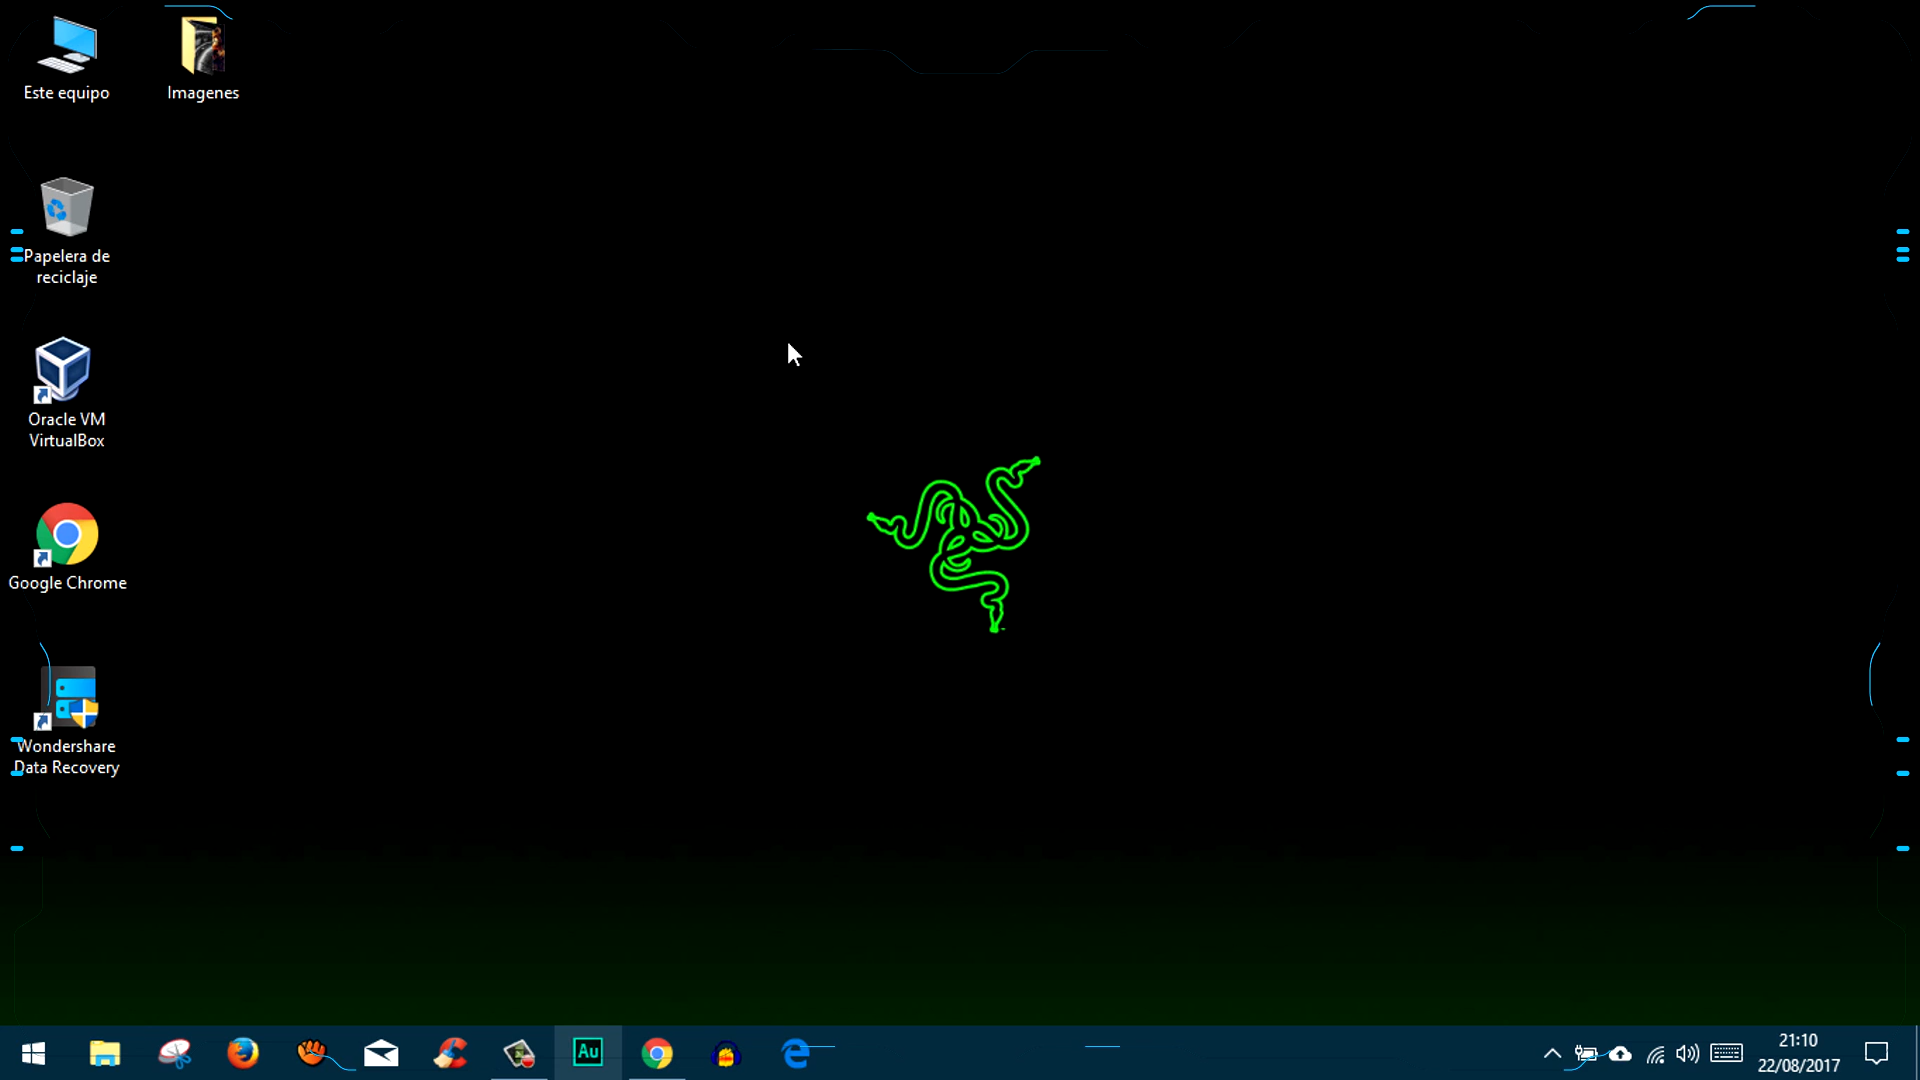 Este equipo
Imagenes
Papelera de
reciclaje
Oracle VM
VirtualBox
Google Chrome
Wondershare
Data Recovery
Au
21:10
22/08/2017